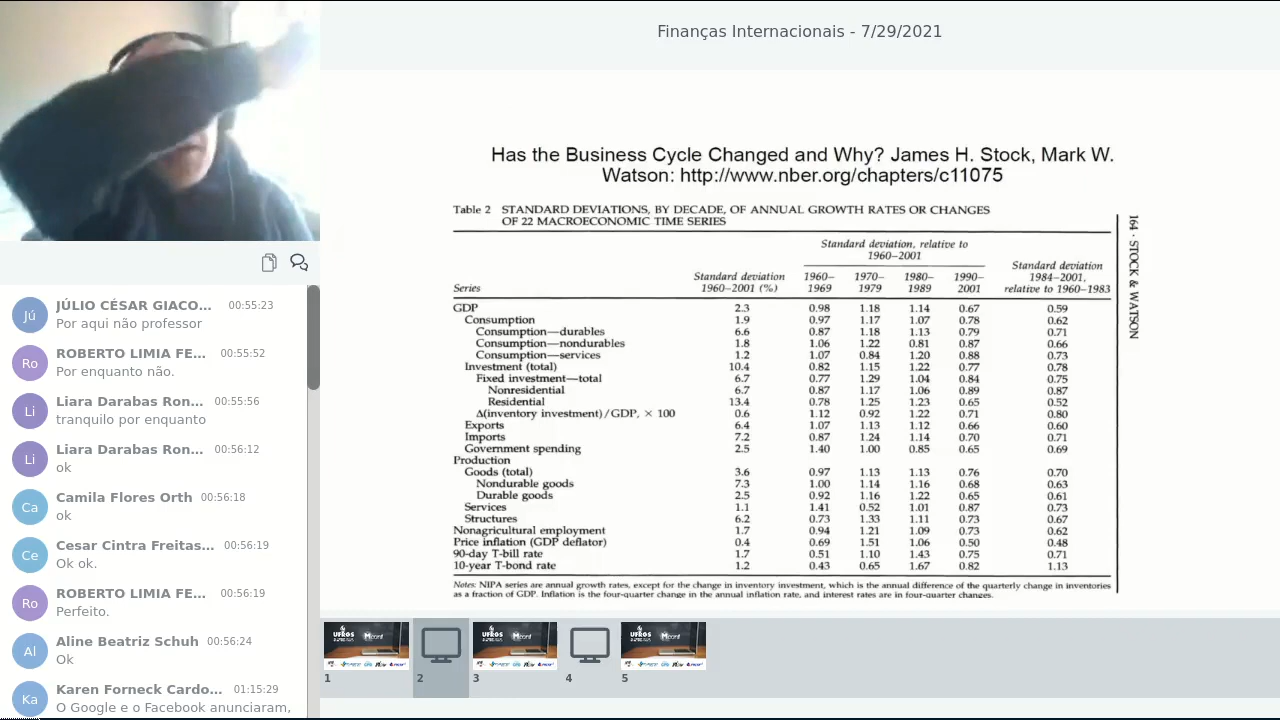 Finanças Internacionais - 7/29/2021
Jú
JÚLIO CÉSAR GIACO... 00:55:23
Por aqui não professor
Ro
ROBERTO LIMIA FE... 00:55:52
Por enquanto não.
Li
Liara Darabas Ron... 00:55:56
tranquilo por enquanto
Li
Liara Darabas Ron... 00:56:12
ok
Ca
Camila Flores Orth 00:56:18
ok
Ce
Cesar Cintra Freitas... 00:56:19
Ok ok.
Ro
ROBERTO LIMIA FE... 00:56:19
Perfeito.
Al
Aline Beatriz Schuh 00:56:24
Ok
Ka
Karen Forneck Cardo... 01:15:29
O Google e o Facebook anunciaram,
Has the Business Cycle Changed and Why? James H. Stock, Mark W.
Watson: http://www.nber.org/chapters/c11075
Table 2 STANDARD DEVIATIONS, BY DECADE, OF ANNUAL GROWTH RATES OR CHANGES
OF 22 MACROECONOMIC TIME SERIES
Standard deviation, relative to
1960–2001
Standard deviation
1984–2001,
relative to 1960–1983
Series Standard deviation 1960–2001 (%) 1960–1969 1970–1979 1980–1989 1990–2001
GDP 2.3 0.98 1.18 1.14 0.67 0.59
Consumption 1.9 0.97 1.17 1.07 0.78 0.62
Consumption—durables 6.6 0.87 1.18 1.13 0.79 0.71
Consumption—nondurables 1.8 1.06 1.22 0.81 0.87 0.66
Consumption—services 1.2 1.07 0.84 1.20 0.88 0.73
Investment (total) 10.4 0.82 1.15 1.22 0.77 0.78
Fixed investment—total 6.7 0.77 1.29 1.04 0.84 0.75
Nonresidential 6.7 0.87 1.17 1.06 0.89 0.87
Residential 13.4 0.78 1.25 1.23 0.65 0.52
Δ(inventory investment)/GDP, × 100 0.6 1.12 0.92 1.22 0.71 0.80
Exports 6.4 1.07 1.13 1.12 0.66 0.60
Imports 7.2 0.87 1.24 1.14 0.70 0.71
Government spending 2.5 1.40 1.00 0.85 0.65 0.69
Production
Goods (total) 3.6 0.97 1.13 1.13 0.76 0.70
Nondurable goods 7.3 1.00 1.14 1.16 0.68 0.63
Durable goods 2.5 0.92 1.16 1.22 0.65 0.61
Services 1.1 1.41 0.52 1.01 0.87 0.73
Structures 6.2 0.73 1.33 1.11 0.73 0.67
Nonagricultural employment 1.7 0.94 1.21 1.09 0.73 0.62
Price inflation (GDP deflator) 0.4 0.69 1.51 1.06 0.50 0.48
90-day T-bill rate 1.7 0.51 1.10 1.43 0.75 0.71
10-year T-bond rate 1.2 0.43 0.65 1.67 0.82 1.13
Notes: NIPA series are annual growth rates, except for the change in inventory investment, which is the annual difference of the quarterly change in inventories
as a fraction of GDP. Inflation is the four-quarter change in the annual inflation rate, and interest rates are in four-quarter changes.
164 · STOCK & WATSON
UFRGS
Mconf
UFRGS
Mconf
UFRGS
Mconf
1
2
3
4
5